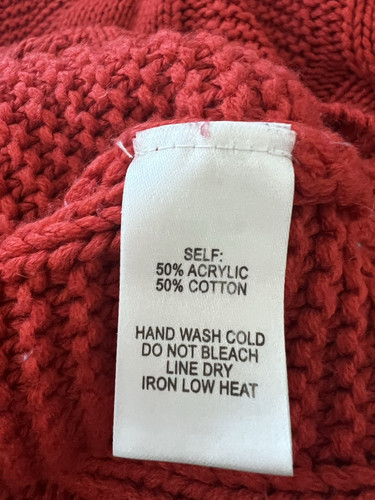 SELF:
50% ACRYLIC
50% COTTON
HAND WASH COLD
DO NOT BLEACH
LINE DRY
IRON LOW HEAT